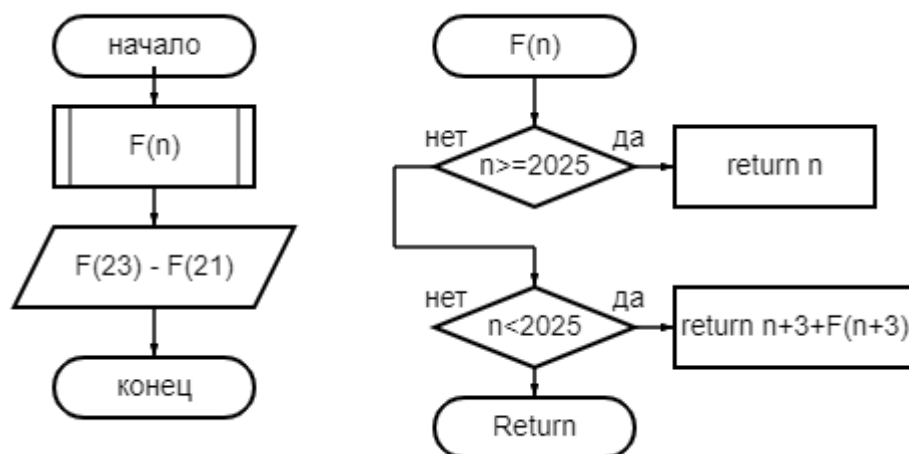 начало
F(n)
F(23) - F(21)
конец
F(n)
нет
да
n>=2025
return n
нет
да
n<2025
return n+3+F(n+3)
Return